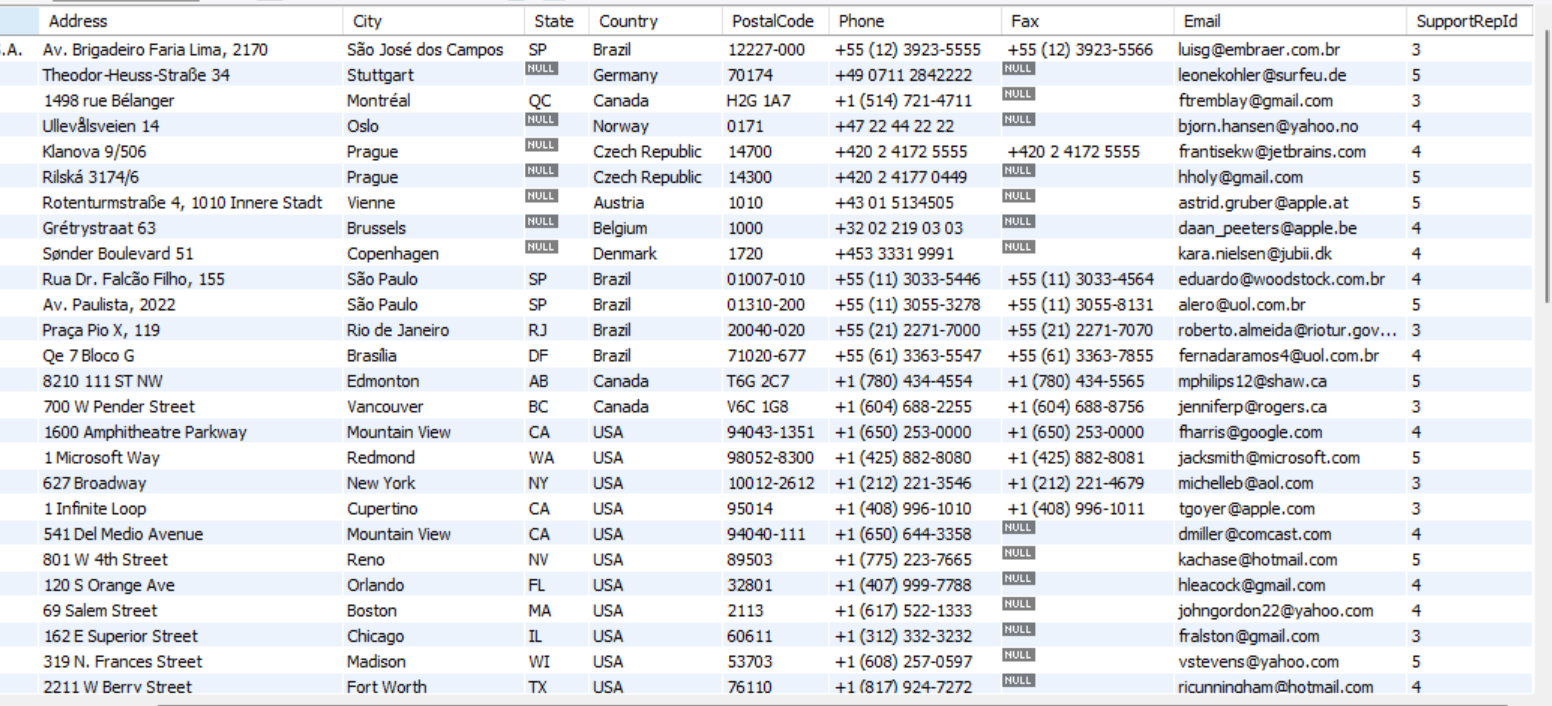 Address City State Country PostalCode Phone Fax Email SupportRepId
.A. Av. Brigadeiro Faria Lima, 2170 São José dos Campos SP Brazil 12227-000 +55 (12) 3923-5555 +55 (12) 3923-5566 luisg@embraer.com.br 3
Theodor-Heuss-Straße 34 Stuttgart NULL Germany 70174 +49 0711 2842222 NULL leonekohler@surfeu.de 5
1498 rue Bélanger Montréal QC Canada H2G 1A7 +1 (514) 721-4711 NULL ftremblay@gmail.com 3
Ullevålsveien 14 Oslo NULL Norway 0171 +47 22 44 22 22 NULL bjorn.hansen@yahoo.no 4
Klanova 9/506 Prague NULL Czech Republic 14700 +420 2 4172 5555 +420 2 4172 5555 frantisekw@jetbrains.com 4
Rilská 3174/6 Prague NULL Czech Republic 14300 +420 2 4177 0449 NULL hholy@gmail.com 5
Rotenturmstraße 4, 1010 Innere Stadt Vienne NULL Austria 1010 +43 01 5134505 NULL astrid.gruber@apple.at 5
Grétrystraat 63 Brussels NULL Belgium 1000 +32 02 219 03 03 NULL daan_peeters@apple.be 4
Sønder Boulevard 51 Copenhagen NULL Denmark 1720 +453 3331 9991 NULL kara.nielsen@jubii.dk 4
Rua Dr. Falcão Filho, 155 São Paulo SP Brazil 01007-010 +55 (11) 3033-5446 +55 (11) 3033-4564 eduardo@woodstock.com.br 4
Av. Paulista, 2022 São Paulo SP Brazil 01310-200 +55 (11) 3055-3278 +55 (11) 3055-8131 alero@uol.com.br 5
Praça Pio X, 119 Rio de Janeiro RJ Brazil 20040-020 +55 (21) 2271-7000 +55 (21) 2271-7070 roberto.almeida@riotur.gov... 3
Qe 7 Bloco G Brasília DF Brazil 71020-677 +55 (61) 3363-5547 +55 (61) 3363-7855 fernadaramos4@uol.com.br 4
8210 111 ST NW Edmonton AB Canada T6G 2C7 +1 (780) 434-4554 +1 (780) 434-5565 mphilips12@shaw.ca 5
700 W Pender Street Vancouver BC Canada V6C 1G8 +1 (604) 688-2255 +1 (604) 688-8756 jenniferp@rogers.ca 3
1600 Amphitheatre Parkway Mountain View CA USA 94043-1351 +1 (650) 253-0000 +1 (650) 253-0000 fharris@google.com 4
1 Microsoft Way Redmond WA USA 98052-8300 +1 (425) 882-8080 +1 (425) 882-8081 jacksmith@microsoft.com 5
627 Broadway New York NY USA 10012-2612 +1 (212) 221-3546 +1 (212) 221-4679 michelleb@aol.com 3
1 Infinite Loop Cupertino CA USA 95014 +1 (408) 996-1010 +1 (408) 996-1011 tgoyer@apple.com 3
541 Del Medio Avenue Mountain View CA USA 94040-111 +1 (650) 644-3358 NULL dmiller@comcast.com 4
801 W 4th Street Reno NV USA 89503 +1 (775) 223-7665 NULL kachase@hotmail.com 5
120 S Orange Ave Orlando FL USA 32801 +1 (407) 999-7788 NULL hleacock@gmail.com 4
69 Salem Street Boston MA USA 2113 +1 (617) 522-1333 NULL johngordon22@yahoo.com 4
162 E Superior Street Chicago IL USA 60611 +1 (312) 332-3232 NULL fralston@gmail.com 3
319 N. Frances Street Madison WI USA 53703 +1 (608) 257-0597 NULL vstevens@yahoo.com 5
2211 W Berry Street Fort Worth TX USA 76110 +1 (817) 924-7272 NULL ricunningham@hotmail.com 4